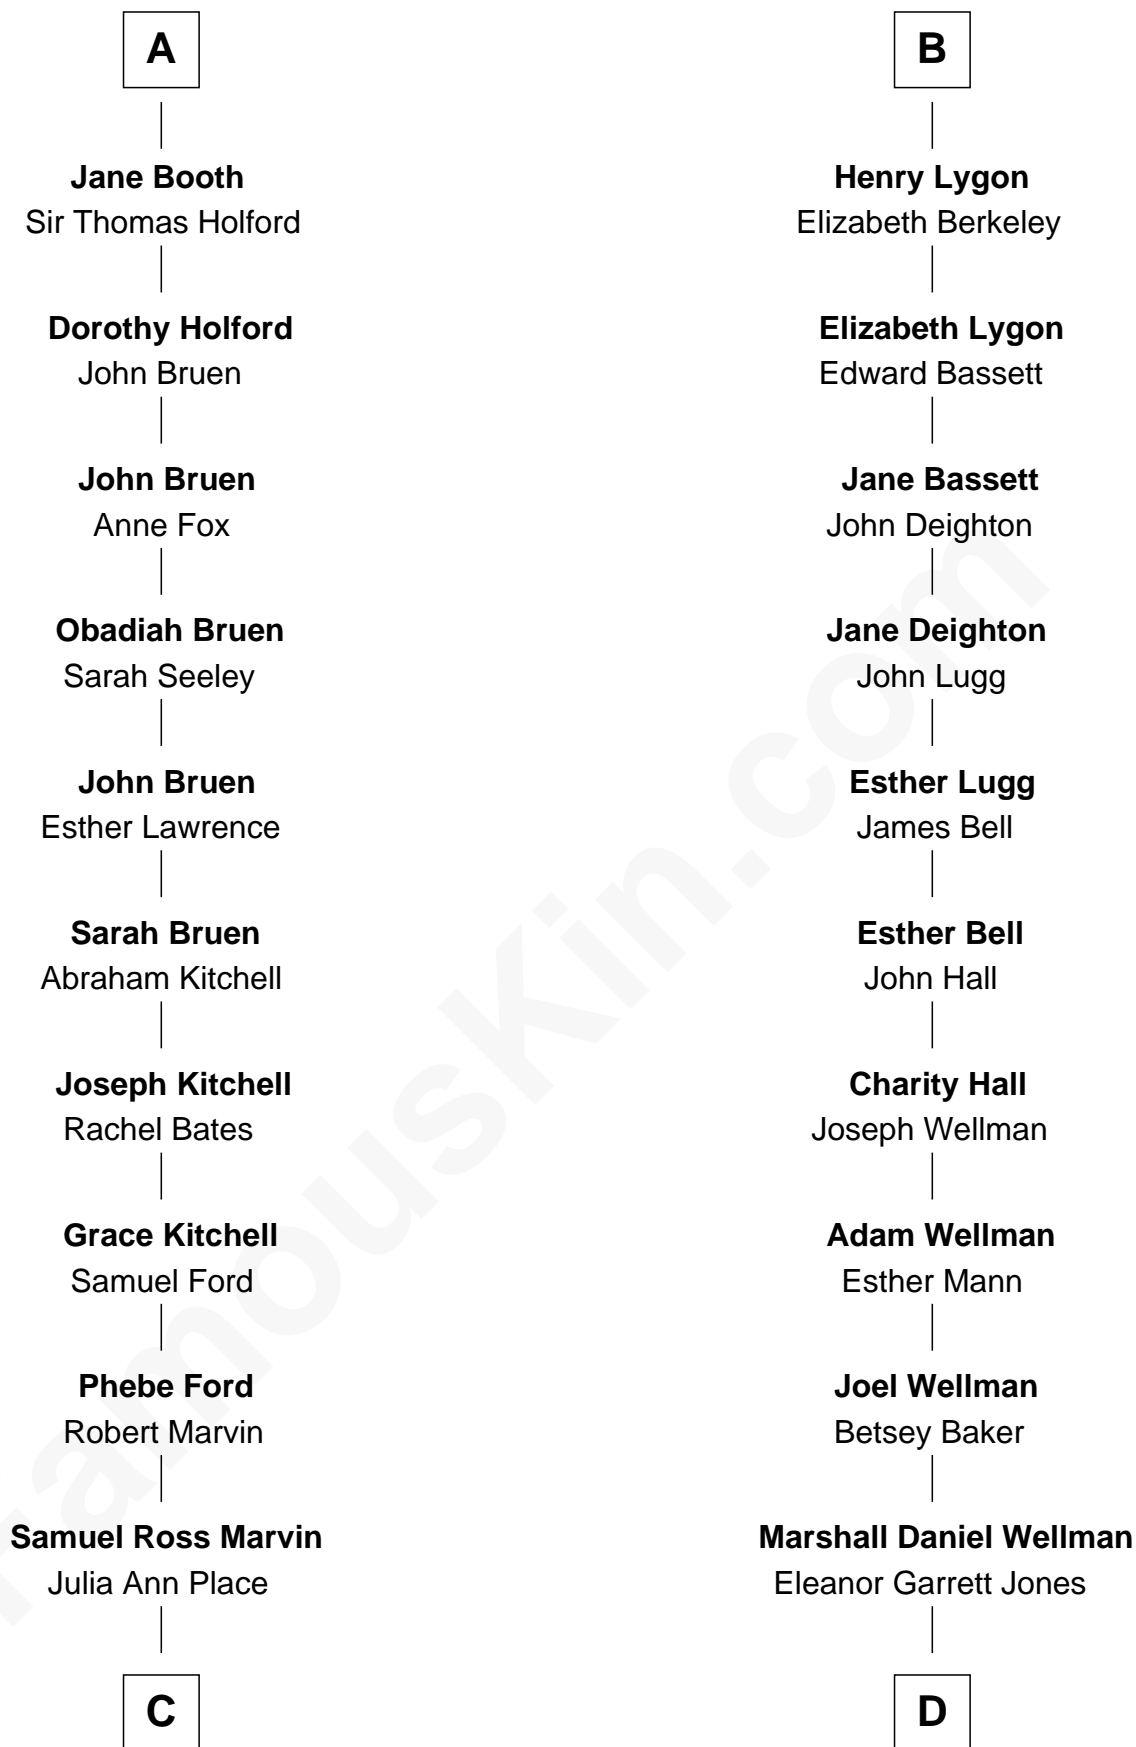 A
Jane Booth
Sir Thomas Holford
Dorothy Holford
John Bruen
John Bruen
Anne Fox
Obadiah Bruen
Sarah Seeley
John Bruen
Esther Lawrence
Sarah Bruen
Abraham Kitchell
Joseph Kitchell
Rachel Bates
Grace Kitchell
Samuel Ford
Phebe Ford
Robert Marvin
Samuel Ross Marvin
Julia Ann Place
C
B
Henry Lygon
Elizabeth Berkeley
Elizabeth Lygon
Edward Bassett
Jane Bassett
John Deighton
Jane Deighton
John Lugg
Esther Lugg
James Bell
Esther Bell
John Hall
Charity Hall
Joseph Wellman
Adam Wellman
Esther Mann
Joel Wellman
Betsey Baker
Marshall Daniel Wellman
Eleanor Garrett Jones
D
FamousKin.com